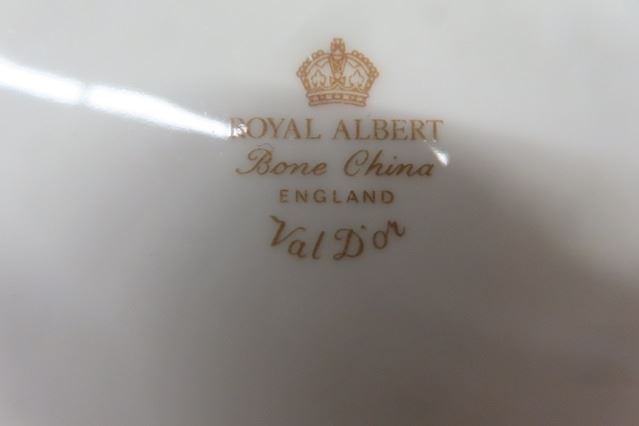 ROYAL ALBERT
Bone China
ENGLAND
Val D'or